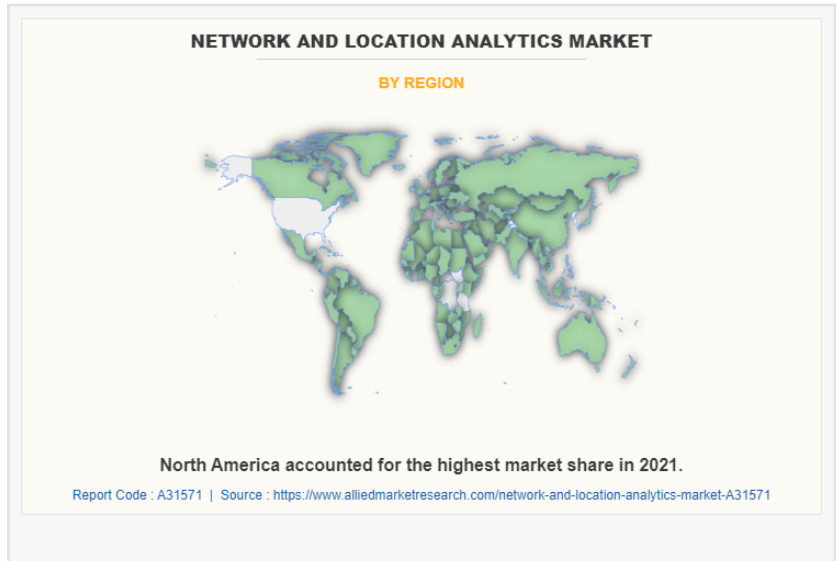 NETWORK AND LOCATION ANALYTICS MARKET
BY REGION
North America accounted for the highest market share in 2021.
Report Code : A31571 | Source : https://www.alliedmarketresearch.com/network-and-location-analytics-market-A31571